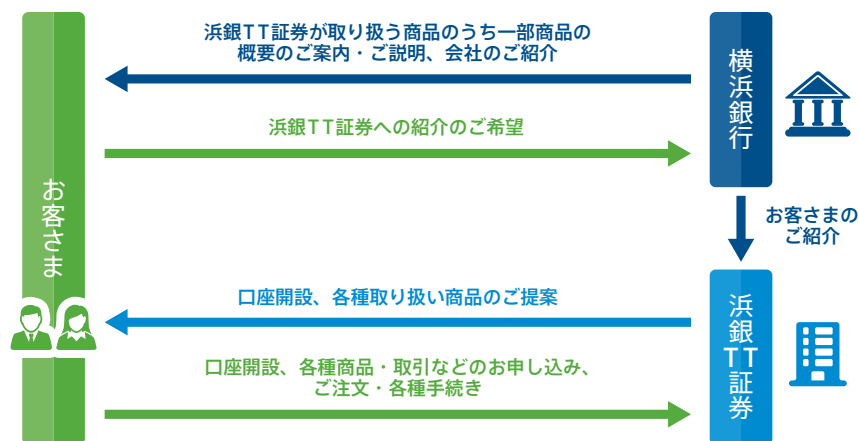 浜銀TT証券が取り扱う商品のうち一部商品の
概要のご案内・ご説明、会社のご紹介
浜銀TT証券への紹介のご希望
お客さま
横浜銀行
お客さまの
ご紹介
口座開設、各種取り扱い商品のご提案
口座開設、各種商品・取引などのお申し込み、
ご注文・各種手続き
浜銀TT証券